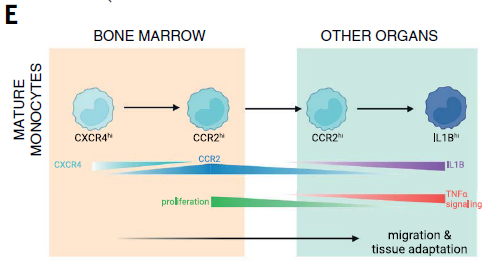 E
BONE MARROW
OTHER ORGANS
MATURE
MONOCYTES
CXCR4hi
CCR2hi
CCR2hi
IL1Bhi
CXCR4
CCR2
IL1B
proliferation
TNFα
signaling
migration &
tissue adaptation